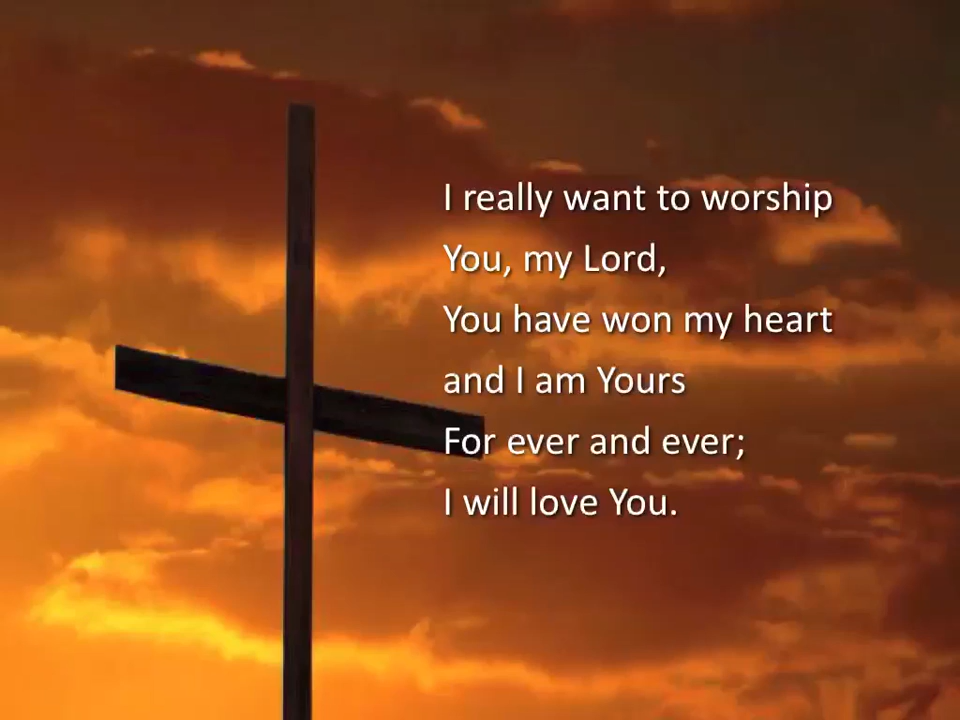 I really want to worship
You, my Lord,
You have won my heart
and I am Yours
For ever and ever;
I will love You.